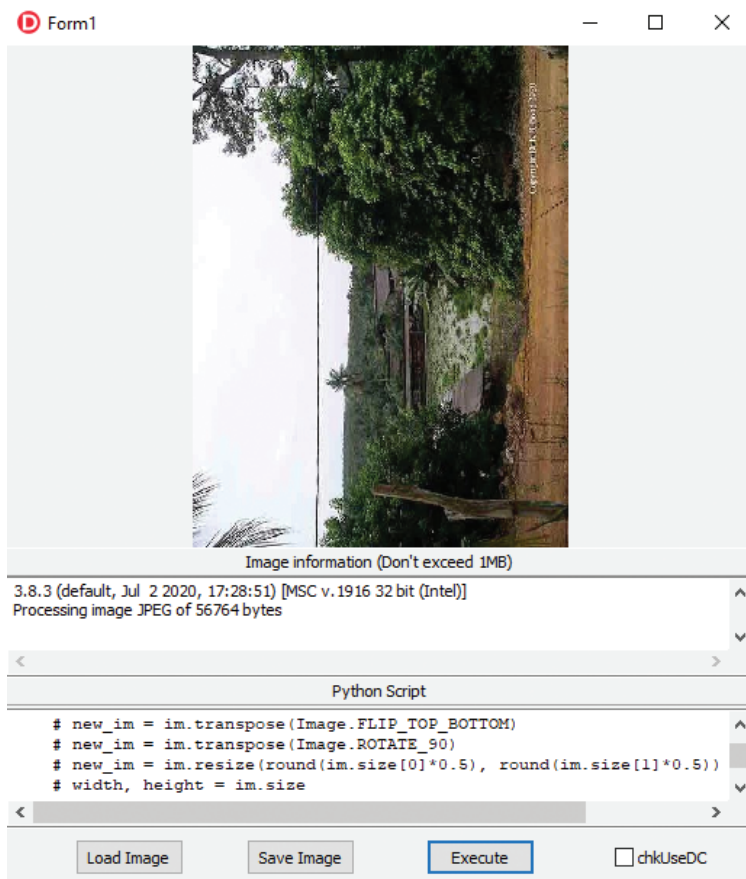 Form1
Image information (Don't exceed 1MB)
3.8.3 (default, Jul  2 2020, 17:28:51) [MSC v.1916 32 bit (Intel)]
Processing image JPEG of 56764 bytes
Python Script
# new_im = im.transpose(Image.FLIP_TOP_BOTTOM)
# new_im = im.transpose(Image.ROTATE_90)
# new_im = im.resize(round(im.size[0]*0.5), round(im.size[1]*0.5))
# width, height = im.size
Load Image Save Image Execute chkUseDC